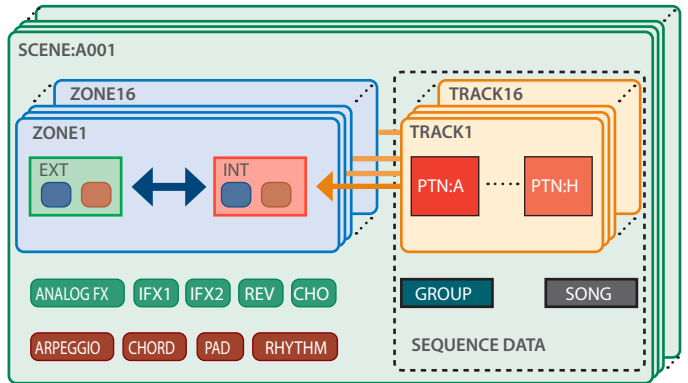 SCENE:A001
ZONE16
TRACK16
ZONE1
TRACK1
EXT
INT
PTN:A
PTN:H
ANALOG FX
IFX1
IFX2
REV
CHO
GROUP
SONG
ARPEGGIO
CHORD
PAD
RHYTHM
SEQUENCE DATA